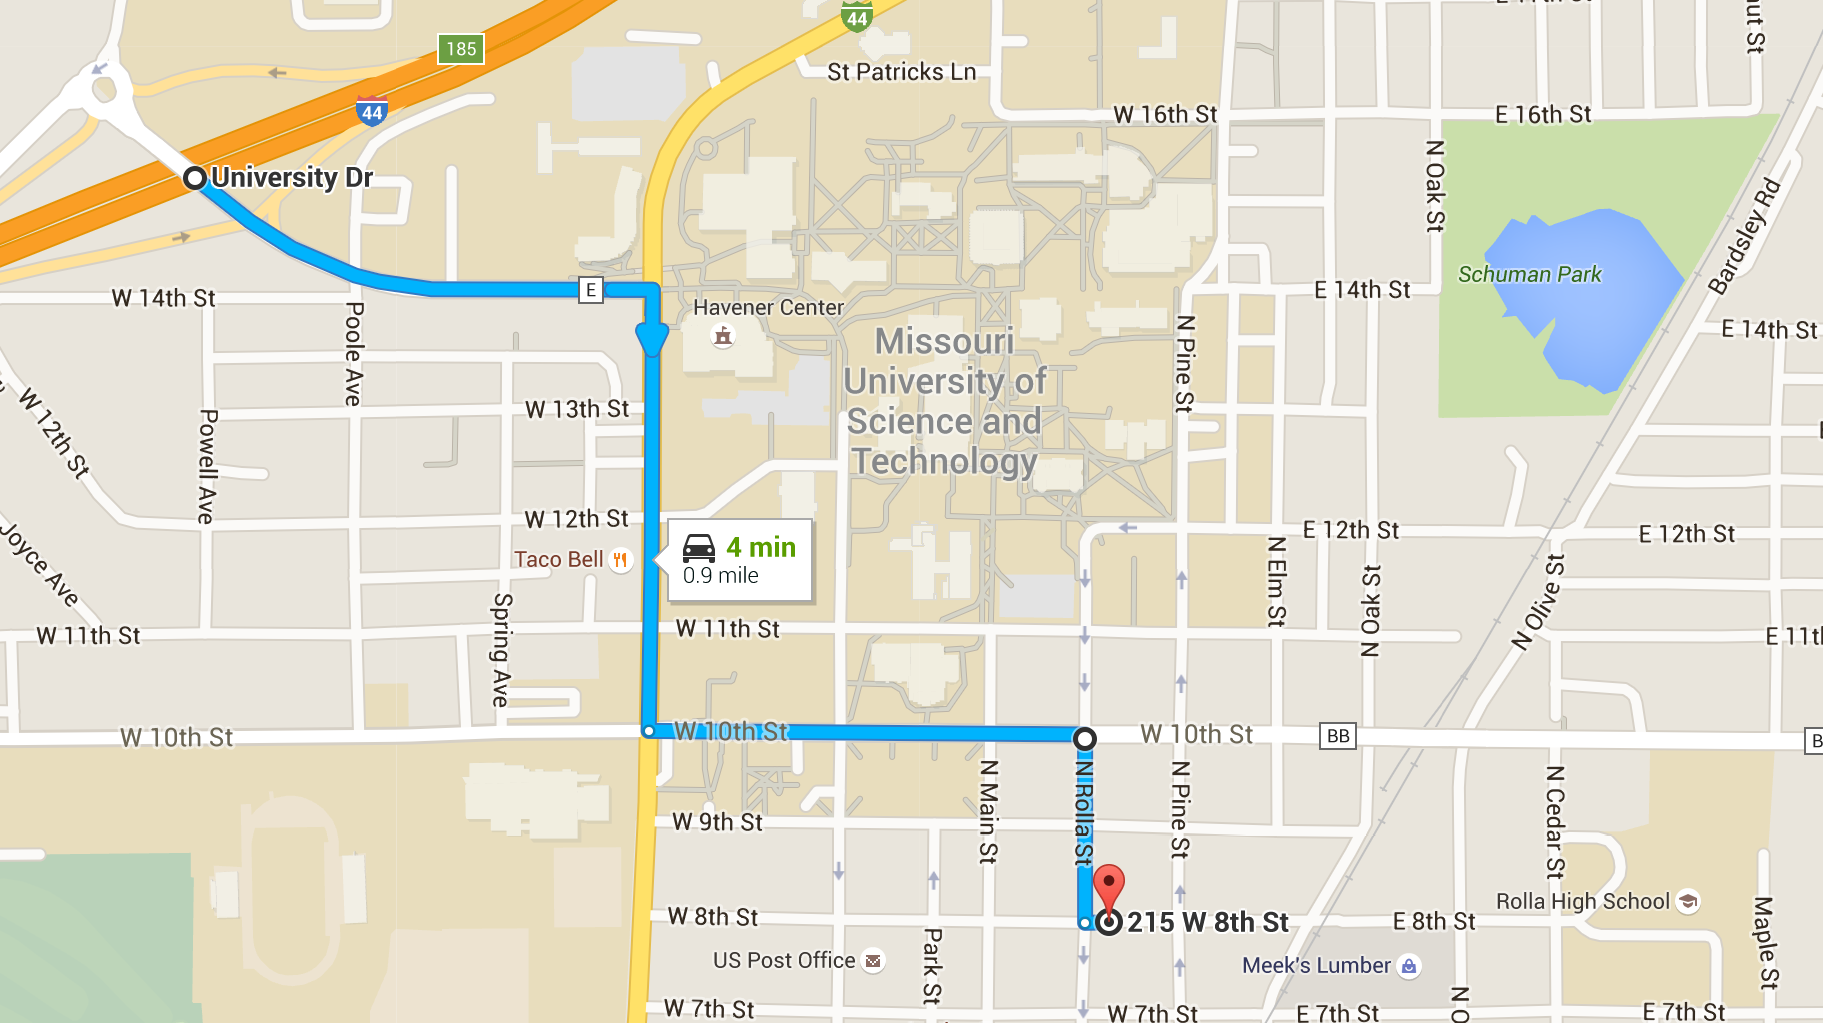 E 11th St
ut St
44
185
St Patricks Ln
44
W 16th St
E 16th St
N Oak St
University Dr
Bardsley Rd
Schuman Park
W 14th St
E
E 14th St
Havener Center
E 14th St
Poole Ave
N Pine St
Missouri
University of
Science and
Technology
W 12th St
Powell Ave
W 13th St
W 12th St
E 12th St
E 12th St
Taco Bell
4 min
0.9 mile
Joyce Ave
N Elm St
N Oak St
N Olive St
Spring Ave
W 11th St
W 11th St
E 11t
W 10th St
W 10th St
W 10th St
BB
B
N Main St
N Rolla St
N Pine St
N Cedar St
W 9th St
215 W 8th St
Rolla High School
W 8th St
E 8th St
Maple St
Park St
US Post Office
Meek's Lumber
N O
W 7th St
W 7th St
E 7th St
E 7th St